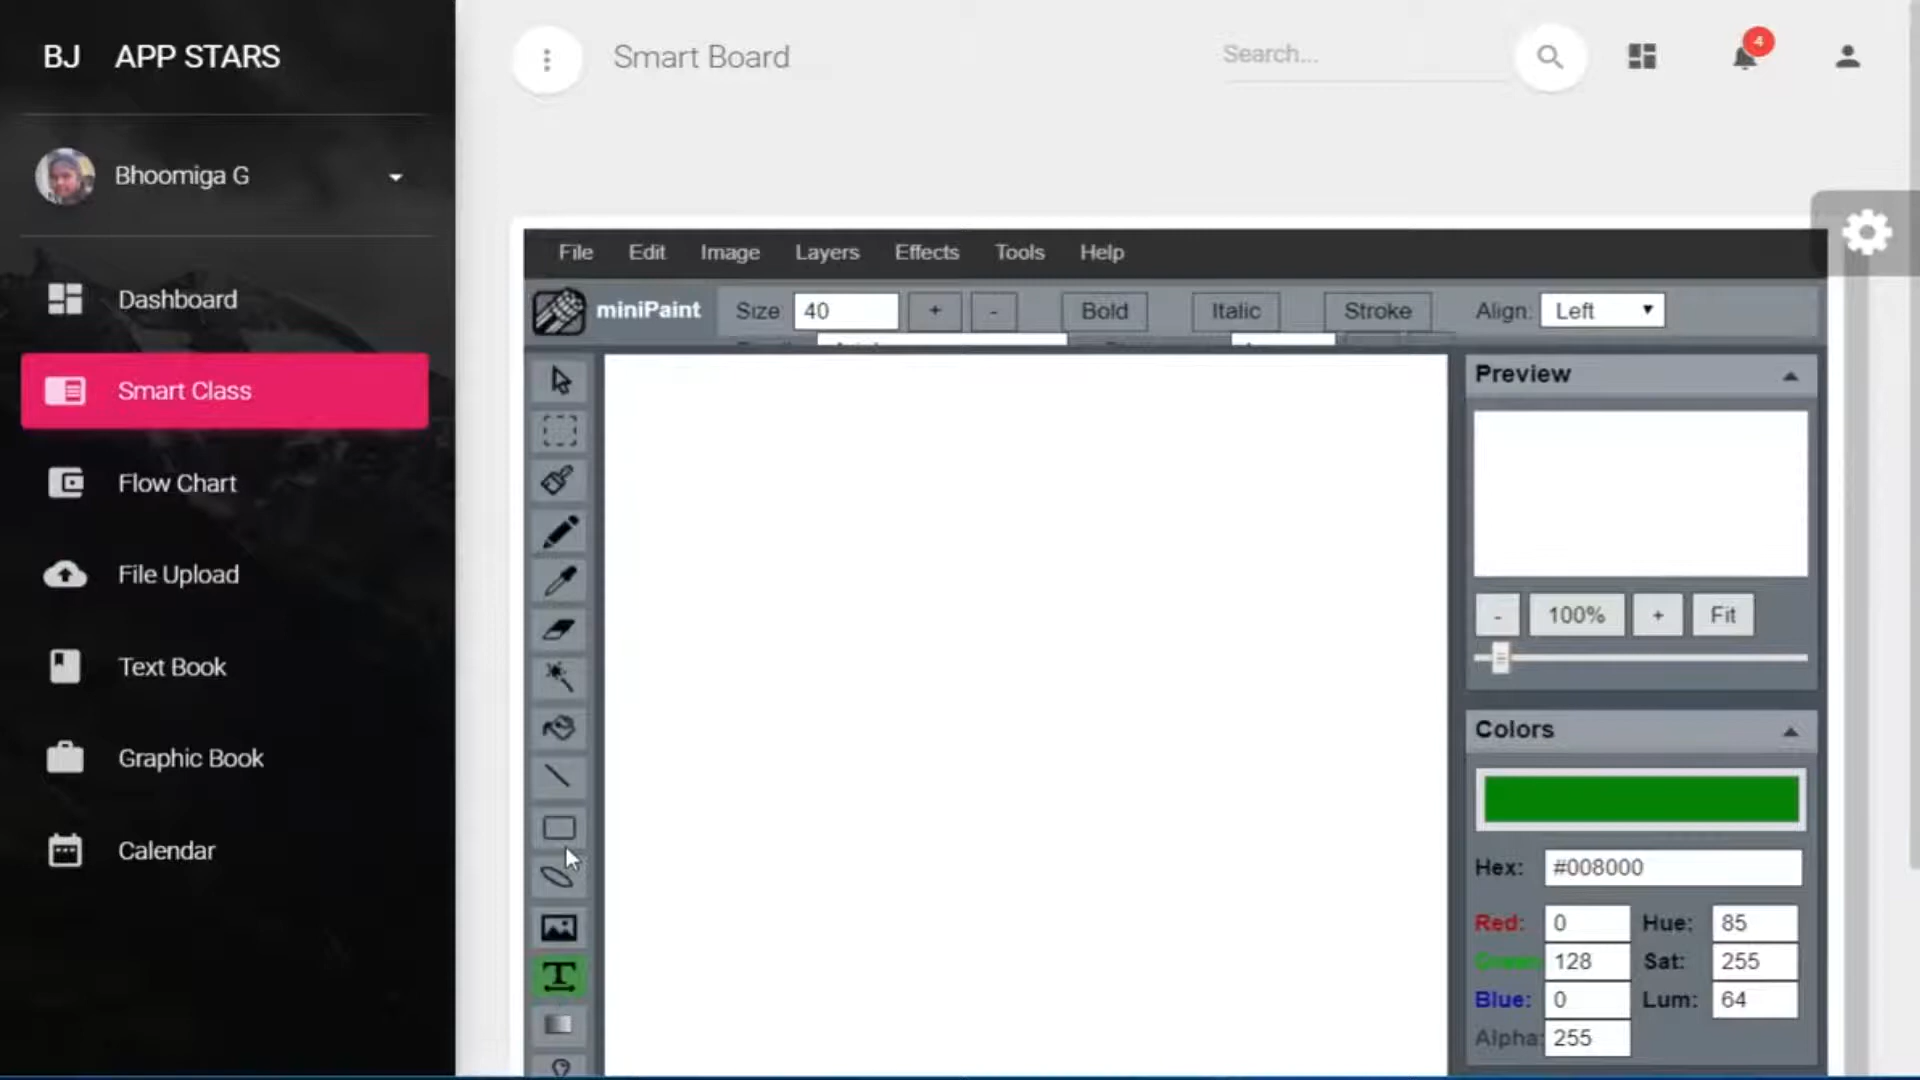 BJ APP STARS
Smart Board
Search...
4
Bhoomiga G
Dashboard
Smart Class
Flow Chart
File Upload
Text Book
Graphic Book
Calendar
File Edit Image Layers Effects Tools Help
miniPaint Size 40 + - Bold Italic Stroke Align: Left
Preview
- 100% + Fit
Colors
Hex: #008000
Red: 0 Hue: 85
Green: 128 Sat: 255
Blue: 0 Lum: 64
Alpha: 255